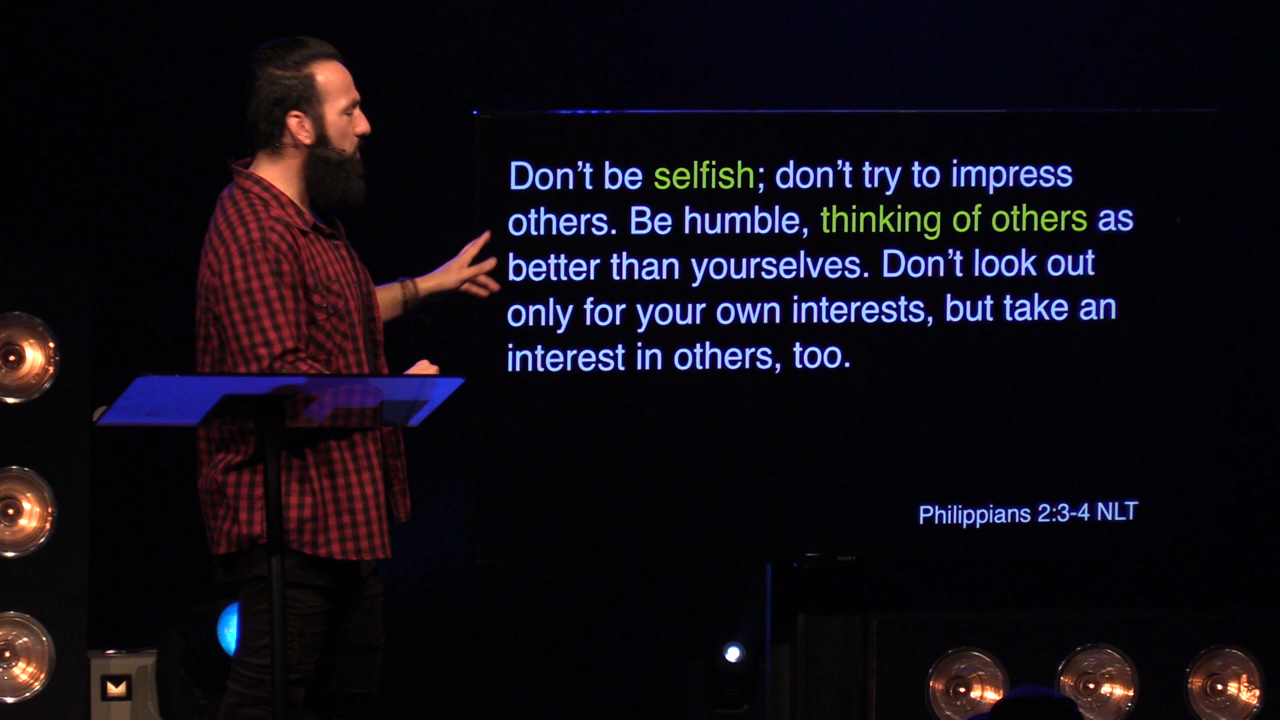 Don't be selfish; don't try to impress
others. Be humble, thinking of others as
better than yourselves. Don't look out
only for your own interests, but take an
interest in others, too.
Philippians 2:3-4 NLT